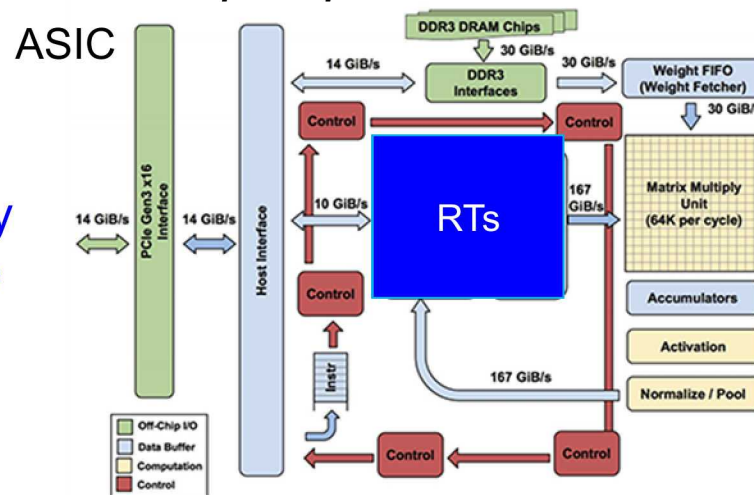 ASIC
DDR3 DRAM Chips
30 GiB/s
14 GiB/s
DDR3
Interfaces
30 GiB/s
Weight FIFO
(Weight Fetcher)
30 GiB/
Control
Control
14 GiB/s
PCIe Gen3 x16
Interface
14 GiB/s
Host Interface
10 GiB/s
RTs
167
GiB/s
Matrix Multiply
Unit
(64K per cycle)
y
Control
Accumulators
Activation
Instr
167 GiB/s
Normalize / Pool
Off-Chip I/O
Data Buffer
Computation
Control
Control
Control